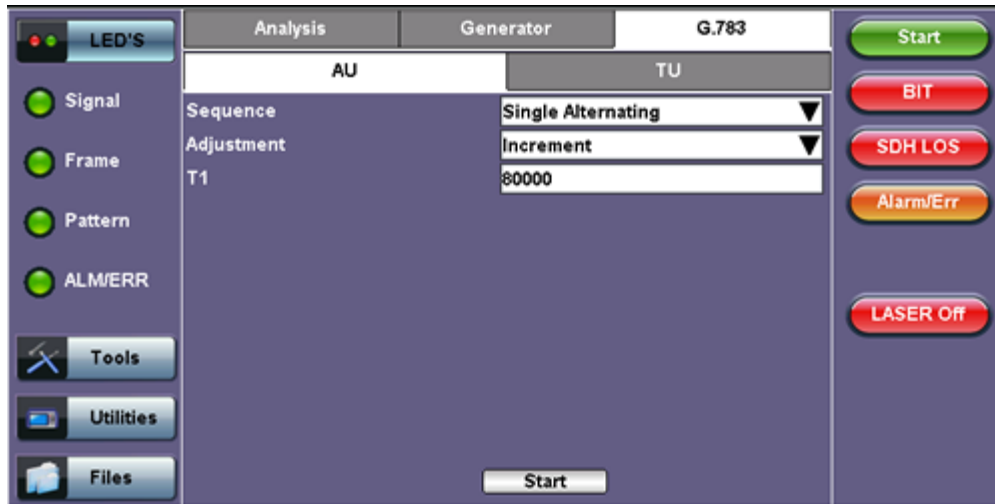 LED'S
Signal
Frame
Pattern
ALM/ERR
Tools
Utilities
Files
Analysis Generator G.783
AU TU
Sequence Single Alternating
Adjustment Increment
T1 80000
Start
Start
BIT
SDH LOS
Alarm/Err
LASER Off